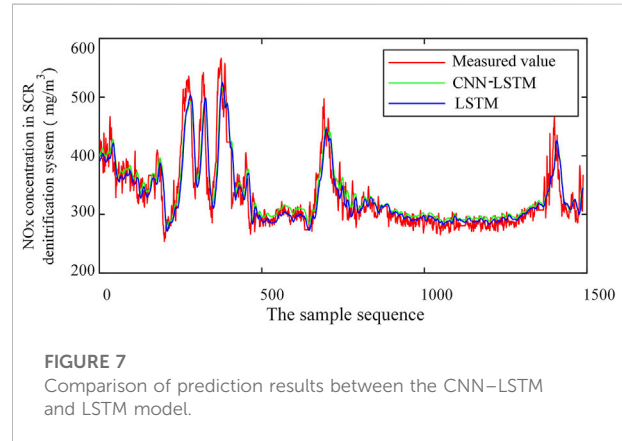 NOx concentration in SCR
denitrification system ( mg/m³)
600
500
400
300
200
Measured value
CNN-LSTM
LSTM
0
500
1000
1500
The sample sequence
FIGURE 7
Comparison of prediction results between the CNN–LSTM
and LSTM model.